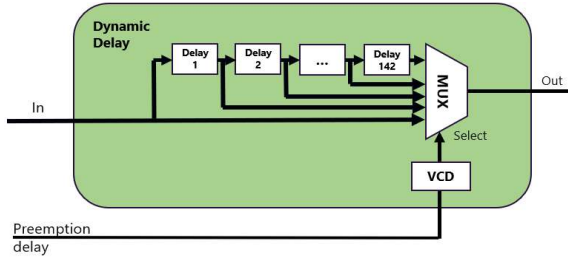 Dynamic
Delay
Delay
1
Delay
2
...
Delay
142
MUX
Out
In
Select
VCD
Preemption
delay